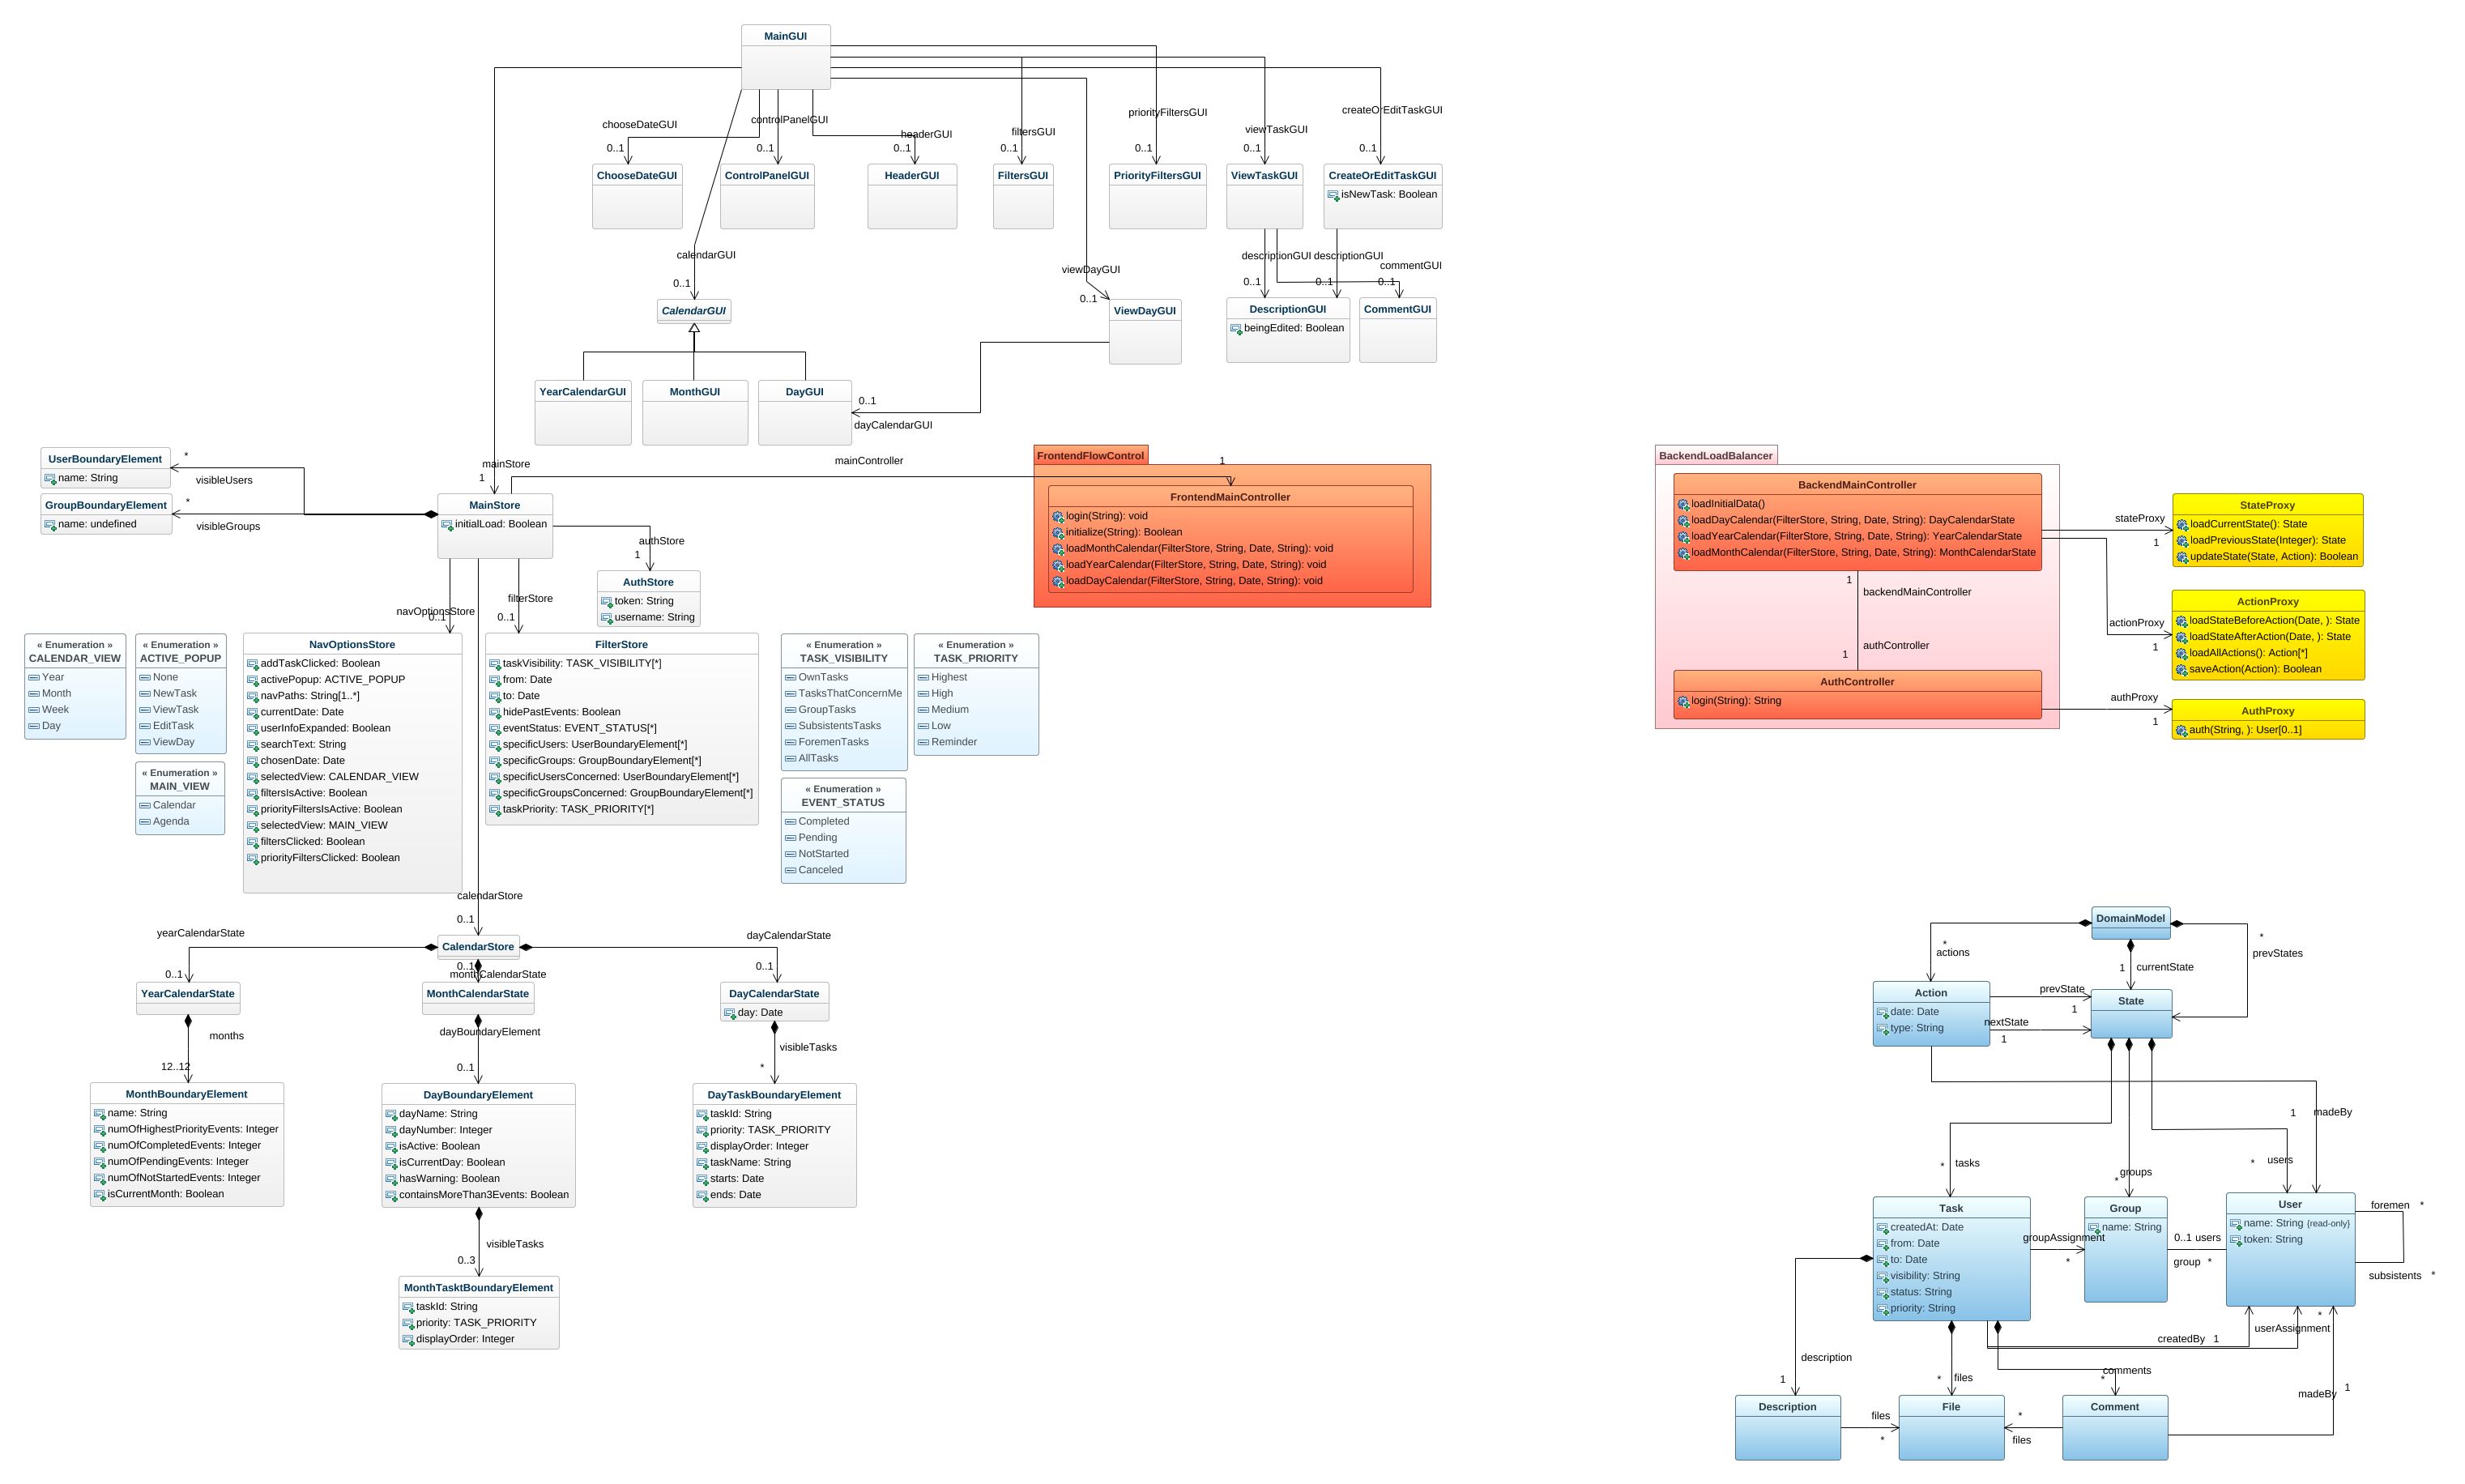 MainGUI
chooseDateGUI
controlPanelGUI
headerGUI
filtersGUI
priorityFiltersGUI
viewTaskGUI
createOrEditTaskGUI
0..1
0..1
0..1
0..1
0..1
0..1
0..1
ChooseDateGUI
ControlPanelGUI
HeaderGUI
FiltersGUI
PriorityFiltersGUI
ViewTaskGUI
CreateOrEditTaskGUI
isNewTask: Boolean
calendarGUI
0..1
viewDayGUI
0..1
descriptionGUI
descriptionGUI
commentGUI
0..1
0..1
0..1
CalendarGUI
ViewDayGUI
DescriptionGUI
beingEdited: Boolean
CommentGUI
YearCalendarGUI
MonthGUI
DayGUI
0..1
dayCalendarGUI
UserBoundaryElement
name: String
*
visibleUsers
GroupBoundaryElement
name: undefined
*
visibleGroups
mainStore
1
MainStore
initialLoad: Boolean
mainController
1
FrontendFlowControl
FrontendMainController
login(String): void
initialize(String): Boolean
loadMonthCalendar(FilterStore, String, Date, String): void
loadYearCalendar(FilterStore, String, Date, String): void
loadDayCalendar(FilterStore, String, Date, String): void
authStore
1
AuthStore
token: String
username: String
navOptionsStore
0..1
filterStore
0..1
« Enumeration »
CALENDAR_VIEW
Year
Month
Week
Day
« Enumeration »
ACTIVE_POPUP
None
NewTask
ViewTask
EditTask
ViewDay
« Enumeration »
MAIN_VIEW
Calendar
Agenda
NavOptionsStore
addTaskClicked: Boolean
activePopup: ACTIVE_POPUP
navPaths: String[1..*]
currentDate: Date
userInfoExpanded: Boolean
searchText: String
chosenDate: Date
selectedView: CALENDAR_VIEW
filtersIsActive: Boolean
priorityFiltersIsActive: Boolean
selectedView: MAIN_VIEW
filtersClicked: Boolean
priorityFiltersClicked: Boolean
FilterStore
taskVisibility: TASK_VISIBILITY[*]
from: Date
to: Date
hidePastEvents: Boolean
eventStatus: EVENT_STATUS[*]
specificUsers: UserBoundaryElement[*]
specificGroups: GroupBoundaryElement[*]
specificUsersConcerned: UserBoundaryElement[*]
specificGroupsConcerned: GroupBoundaryElement[*]
taskPriority: TASK_PRIORITY[*]
« Enumeration »
TASK_VISIBILITY
OwnTasks
TasksThatConcernMe
GroupTasks
SubsistentsTasks
ForemenTasks
AllTasks
« Enumeration »
TASK_PRIORITY
Highest
High
Medium
Low
Reminder
« Enumeration »
EVENT_STATUS
Completed
Pending
NotStarted
Canceled
calendarStore
0..1
CalendarStore
yearCalendarState
0..1
0..1
monthCalendarState
dayCalendarState
0..1
YearCalendarState
MonthCalendarState
DayCalendarState
day: Date
months
12..12
dayBoundaryElement
0..1
visibleTasks
*
MonthBoundaryElement
name: String
numOfHighestPriorityEvents: Integer
numOfCompletedEvents: Integer
numOfPendingEvents: Integer
numOfNotStartedEvents: Integer
isCurrentMonth: Boolean
DayBoundaryElement
dayName: String
dayNumber: Integer
isActive: Boolean
isCurrentDay: Boolean
hasWarning: Boolean
containsMoreThan3Events: Boolean
DayTaskBoundaryElement
taskId: String
priority: TASK_PRIORITY
displayOrder: Integer
taskName: String
starts: Date
ends: Date
visibleTasks
0..3
MonthTasktBoundaryElement
taskId: String
priority: TASK_PRIORITY
displayOrder: Integer
BackendLoadBalancer
BackendMainController
loadInitialData()
loadDayCalendar(FilterStore, String, Date, String): DayCalendarState
loadYearCalendar(FilterStore, String, Date, String): YearCalendarState
loadMonthCalendar(FilterStore, String, Date, String): MonthCalendarState
1
backendMainController
authController
1
AuthController
login(String): String
stateProxy
1
StateProxy
loadCurrentState(): State
loadPreviousState(Integer): State
updateState(State, Action): Boolean
actionProxy
1
ActionProxy
loadStateBeforeAction(Date, ): State
loadStateAfterAction(Date, ): State
loadAllActions(): Action[*]
saveAction(Action): Boolean
authProxy
1
AuthProxy
auth(String, ): User[0..1]
DomainModel
*
actions
1
currentState
*
prevStates
Action
date: Date
type: String
prevState
1
nextState
1
State
1
madeBy
*
tasks
groups
*
*
users
Task
createdAt: Date
from: Date
to: Date
visibility: String
status: String
priority: String
groupAssignment
*
Group
name: String
0..1
users
group
*
User
name: String {read-only}
token: String
foremen
*
subsistents
*
*
userAssignment
createdBy
1
description
1
*
files
comments
*
madeBy
1
Description
files
*
File
*
files
Comment